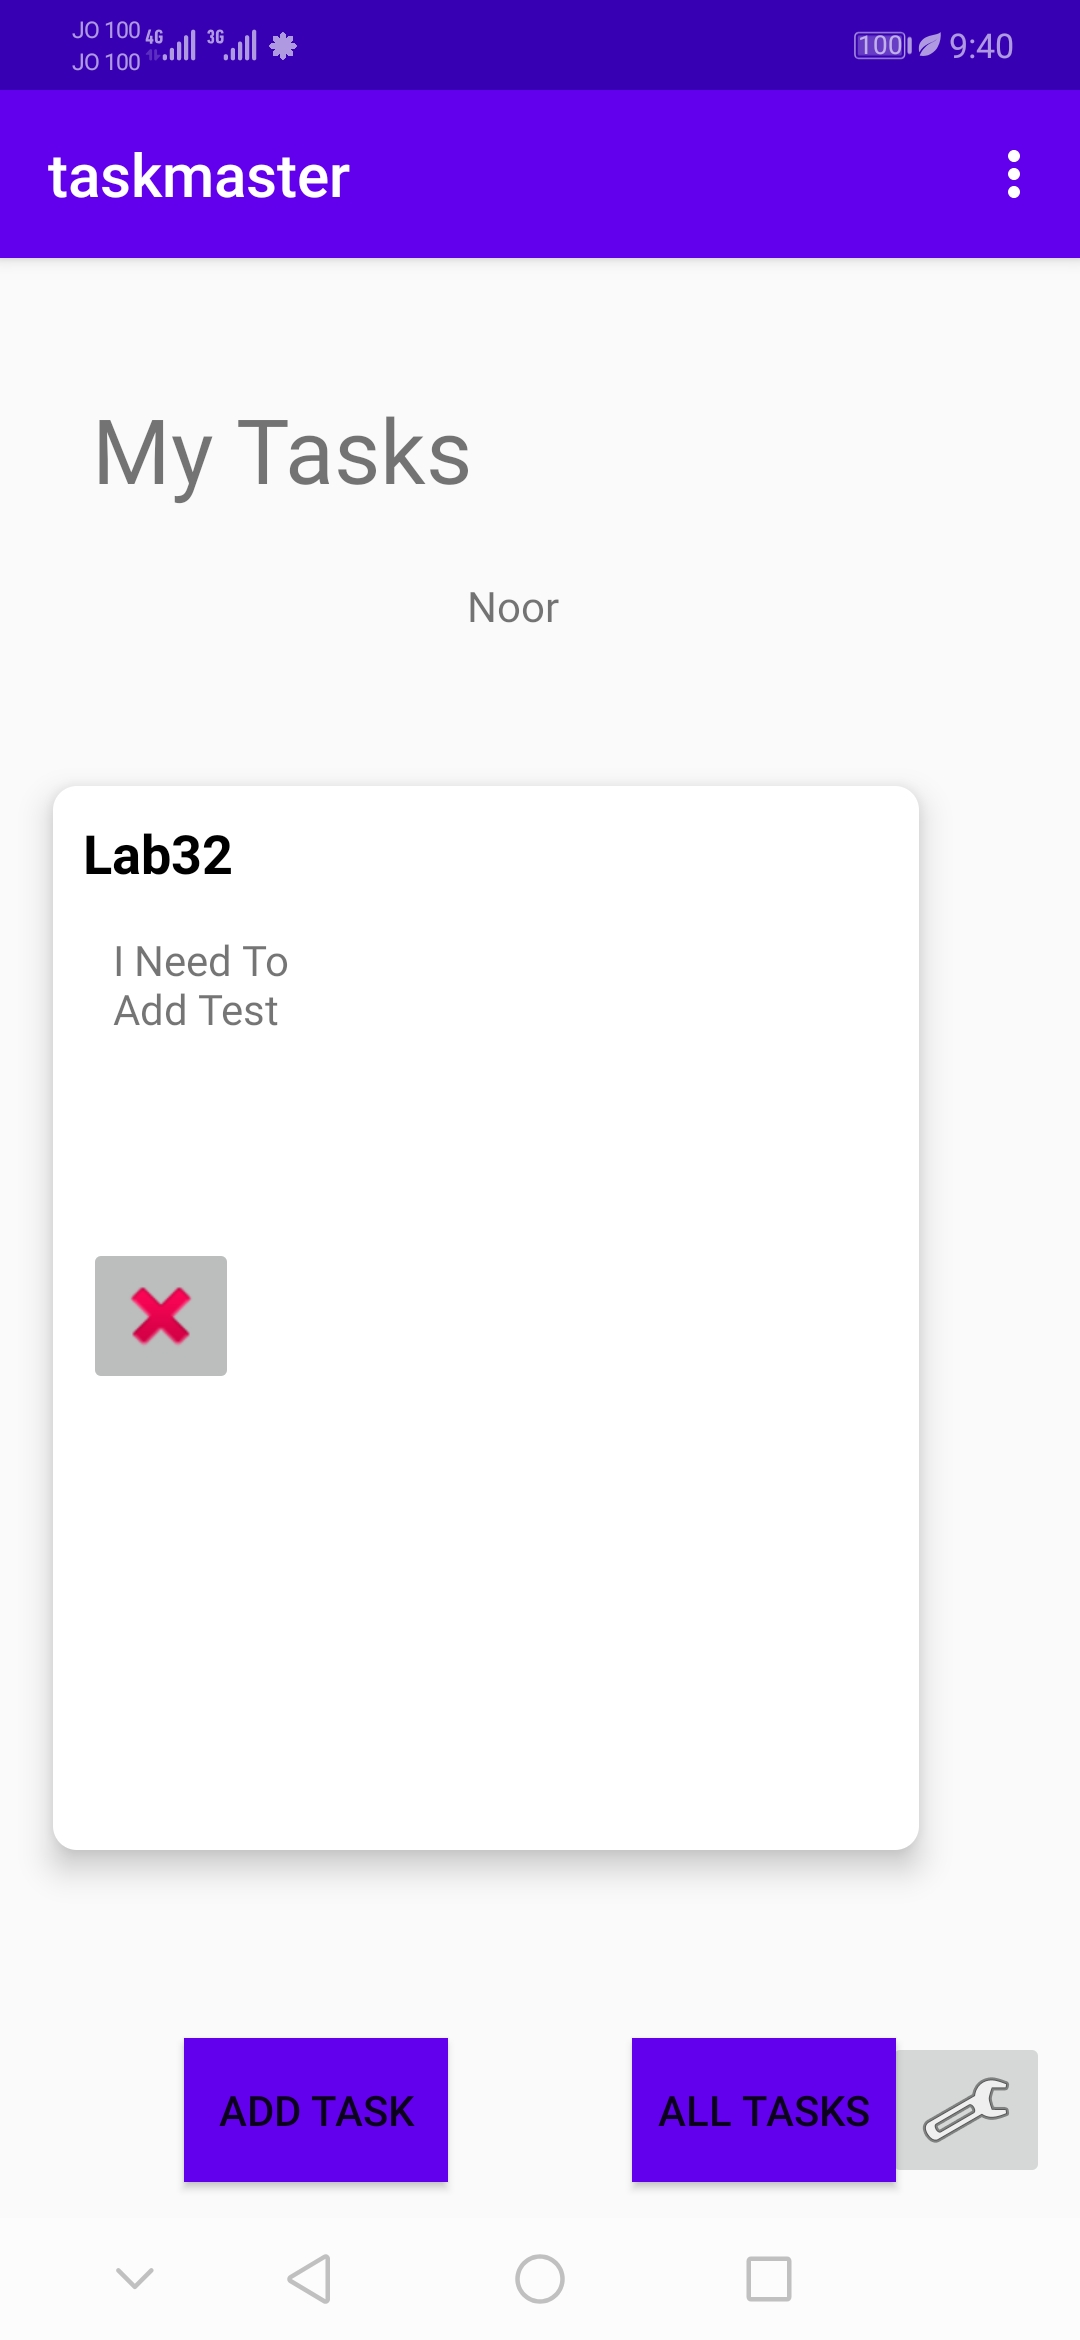 JO 100 4G 3G 100 9:40
JO 100
taskmaster
My Tasks
Noor
Lab32
I Need To
Add Test
ADD TASK ALL TASKS